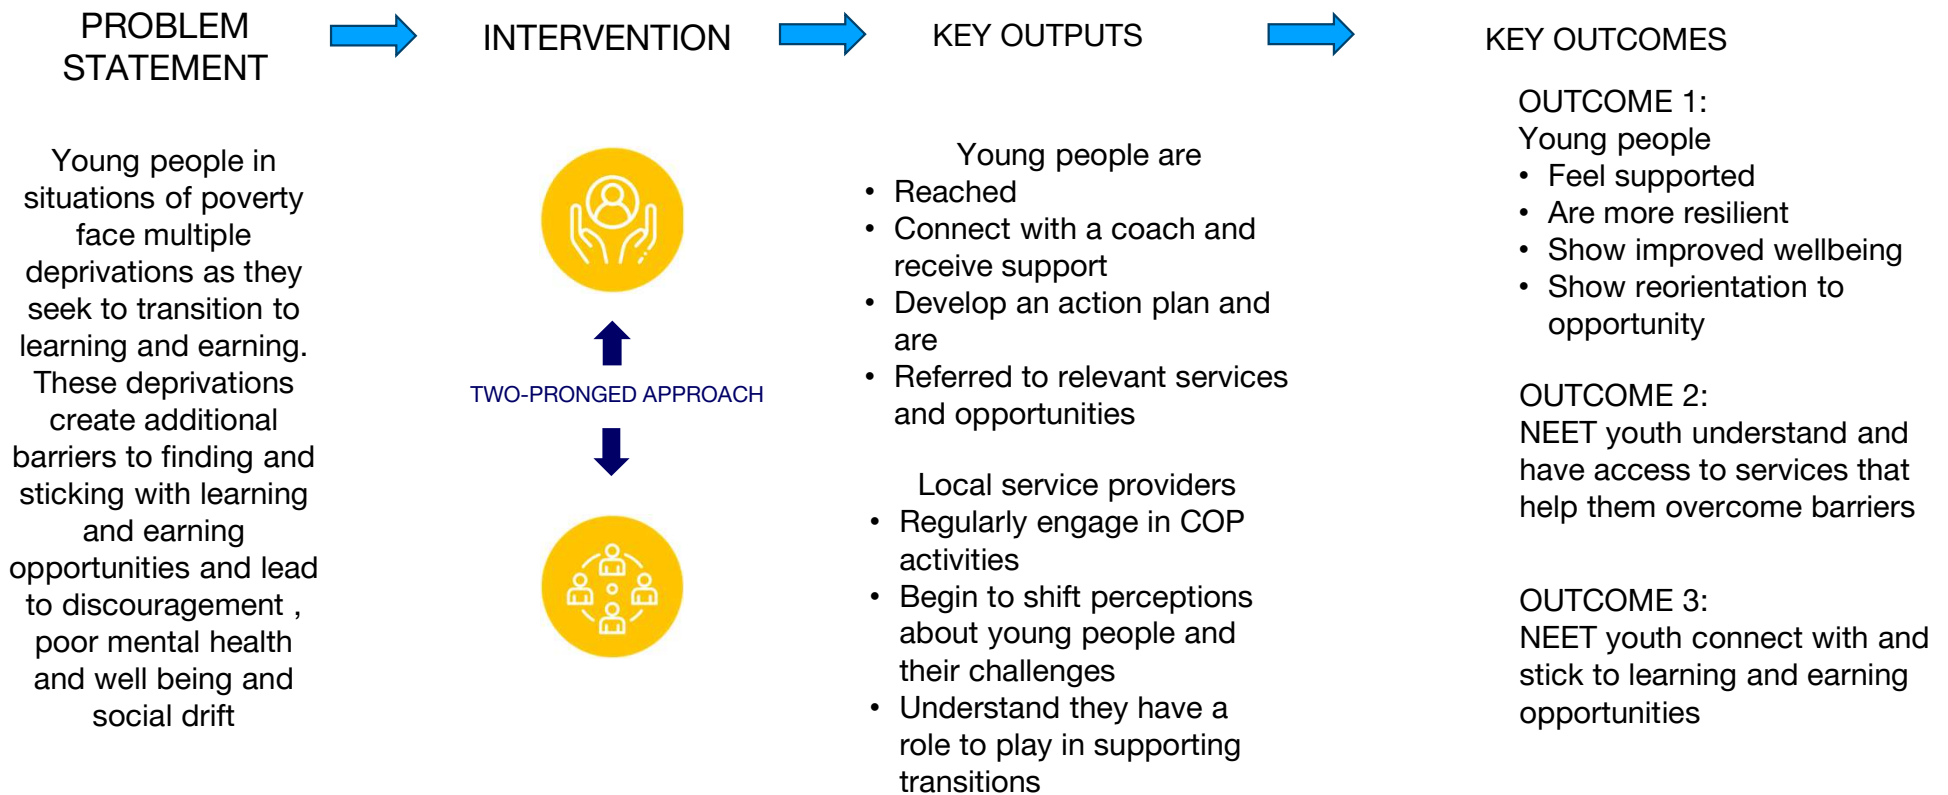 PROBLEM
STATEMENT
Young people in
situations of poverty
face multiple
deprivations as they
seek to transition to
learning and earning.
These deprivations
create additional
barriers to finding and
sticking with learning
and earning
opportunities and lead
to discouragement ,
poor mental health
and well being and
social drift
INTERVENTION
TWO-PRONGED APPROACH
KEY OUTPUTS
Young people are
• Reached
• Connect with a coach and
receive support
• Develop an action plan and
are
• Referred to relevant services
and opportunities
Local service providers
• Regularly engage in COP
activities
• Begin to shift perceptions
about young people and
their challenges
• Understand they have a
role to play in supporting
transitions
KEY OUTCOMES
OUTCOME 1:
Young people
• Feel supported
• Are more resilient
• Show improved wellbeing
• Show reorientation to
opportunity
OUTCOME 2:
NEET youth understand and
have access to services that
help them overcome barriers
OUTCOME 3:
NEET youth connect with and
stick to learning and earning
opportunities